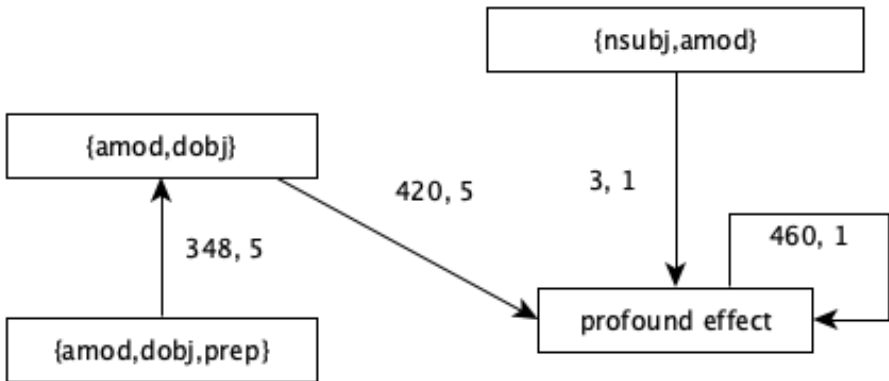 {nsubj,amod}
{amod,dobj}
420, 5
3, 1
460, 1
348, 5
profound effect
{amod,dobj,prep}